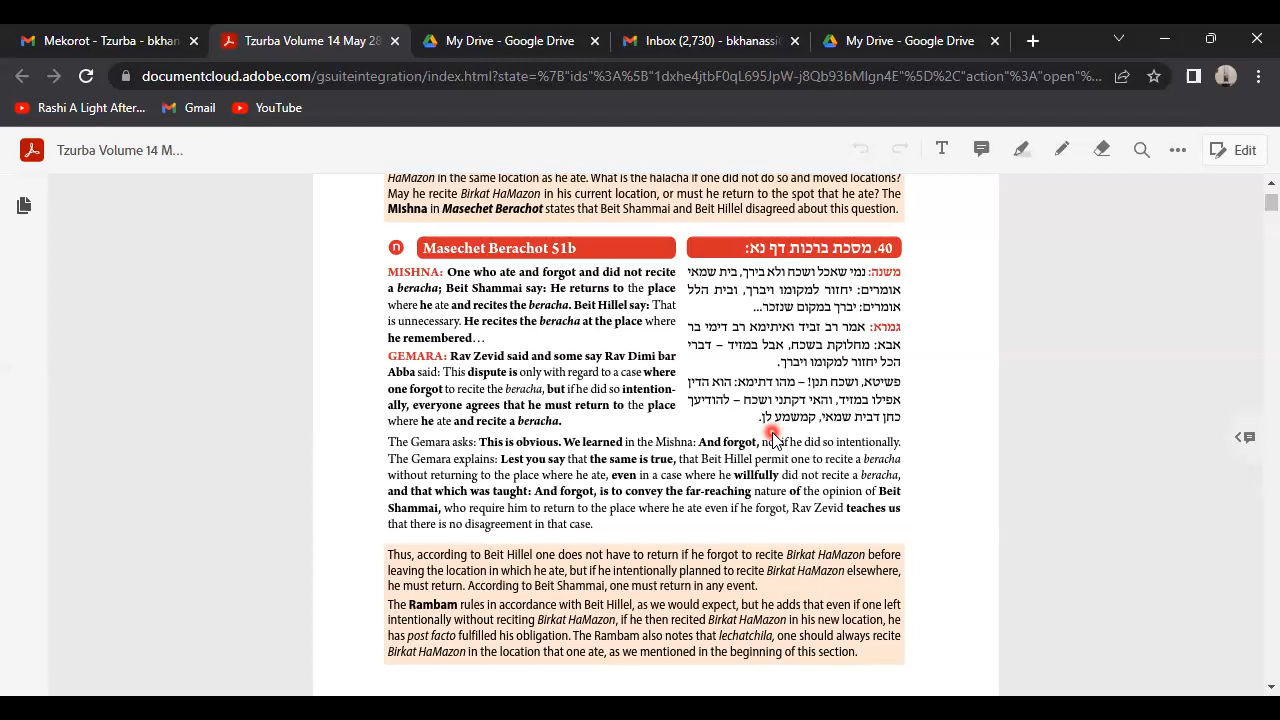 Mekorot - Tzurba - bkhan
Tzurba Volume 14 May 28
My Drive - Google Drive
Inbox (2,730) - bkhanassi
My Drive - Google Drive
documentcloud.adobe.com/gsuiteintegration/index.html?state=%7B"ids"%3A%5B"1dxhe4jtbF0qL695JpW-j8Qb93bMlgn4E"%5D%2C"action"%3A"open"%...
Rashi A Light After...
Gmail
YouTube
Tzurba Volume 14 M...
Edit
HaMazon in the same location as he ate. What is the halacha if one did not do so and moved locations?
May he recite Birkat HaMazon in his current location, or must he return to the spot that he ate? The
Mishna in Masechet Berachot states that Beit Shammai and Beit Hillel disagreed about this question.
Masechet Berachot 51b
MISHNA: One who ate and forgot and did not recite
a beracha; Beit Shammai say: He returns to the place
where he ate and recites the beracha. Beit Hillel say: That
is unnecessary. He recites the beracha at the place where
he remembered…
GEMARA: Rav Zevid said and some say Rav Dimi bar
Abba said: This dispute is only with regard to a case where
one forgot to recite the beracha, but if he did so intention-
ally, everyone agrees that he must return to the place
where he ate and recite a beracha.
40. מסכת ברכות דף נא:
משנה: נמי שאכל ושכח ולא בירך, בית שמאי
אומרים: יחזור למקומו ויברך, ובית הלל
אומרים: יברך במקום שנזכר...
גמרא: אמר רב זביד ואיתימא רב דימי בר
אבא: מחלוקת בשכח, אבל במזיד – דברי
הכל יחזור למקומו ויברך.
פשיטא, ושכח תנן! – מהו דתימא: הוא הדין
אפילו במזיד, והאי דקתני ושכח – להודיעך
כחן דבית שמאי, קמשמע לן.
The Gemara asks: This is obvious. We learned in the Mishna: And forgot, if he did so intentionally.
The Gemara explains: Lest you say that the same is true, that Beit Hillel permit one to recite a beracha
without returning to the place where he ate, even in a case where he willfully did not recite a beracha,
and that which was taught: And forgot, is to convey the far-reaching nature of the opinion of Beit
Shammai, who require him to return to the place where he ate even if he forgot, Rav Zevid teaches us
that there is no disagreement in that case.
Thus, according to Beit Hillel one does not have to return if he forgot to recite Birkat HaMazon before
leaving the location in which he ate, but if he intentionally planned to recite Birkat HaMazon elsewhere,
he must return. According to Beit Shammai, one must return in any event.
The Rambam rules in accordance with Beit Hillel, as we would expect, but he adds that even if one left
intentionally without reciting Birkat HaMazon, if he then recited Birkat HaMazon in his new location, he
has post facto fulfilled his obligation. The Rambam also notes that lechatchila, one should always recite
Birkat HaMazon in the location that one ate, as we mentioned in the beginning of this section.